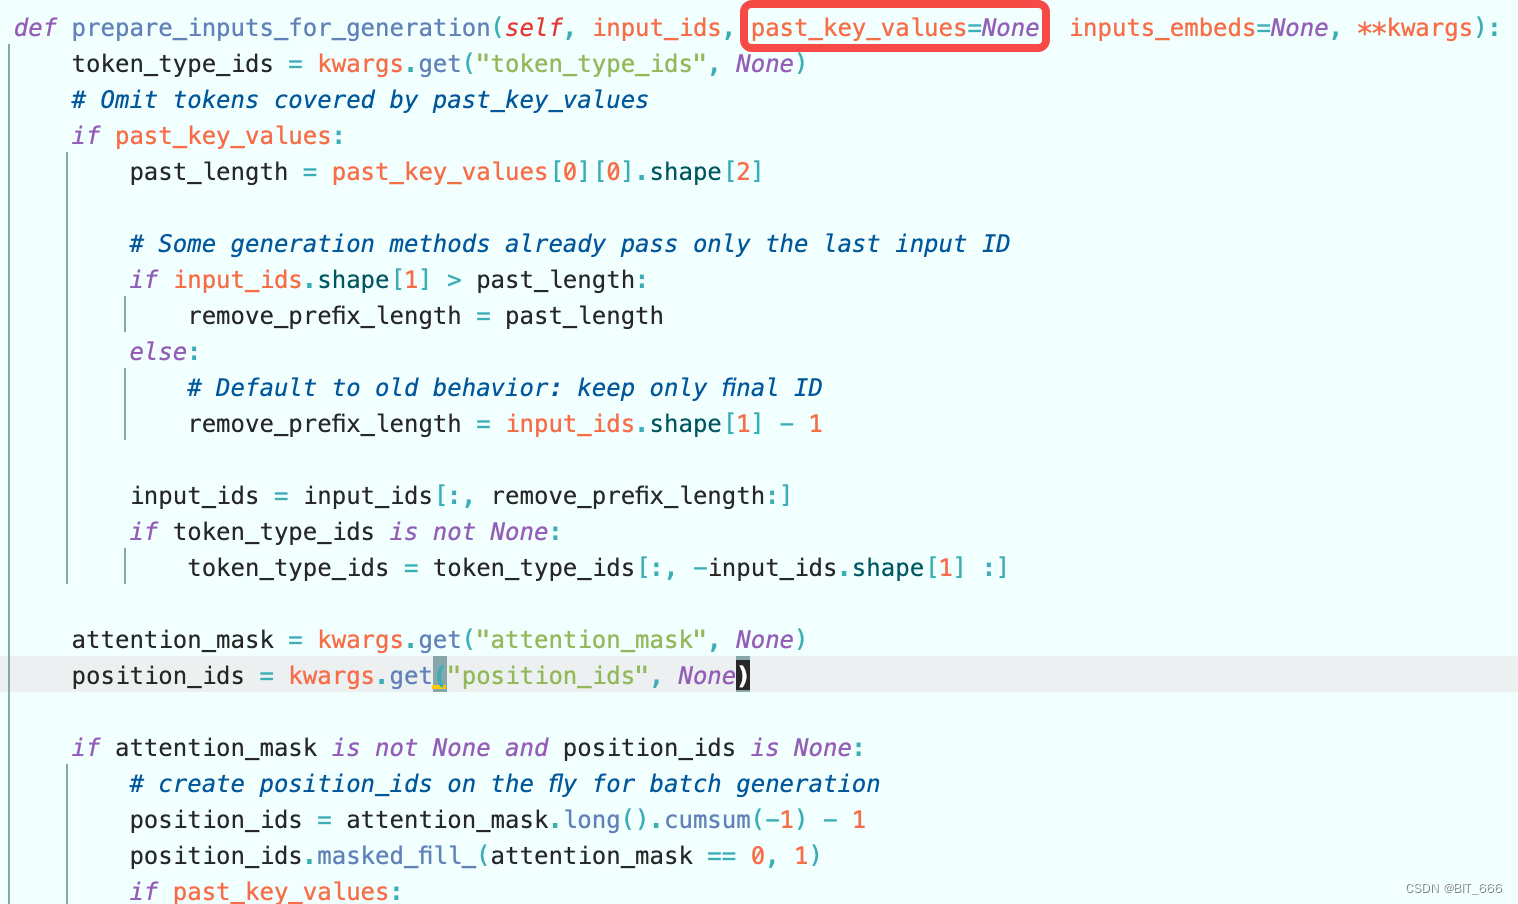 def prepare_inputs_for_generation(self, input_ids, past_key_values=None inputs_embeds=None, **kwargs):
    token_type_ids = kwargs.get("token_type_ids", None)
    # Omit tokens covered by past_key_values
    if past_key_values:
        past_length = past_key_values[0][0].shape[2]

        # Some generation methods already pass only the last input ID
        if input_ids.shape[1] > past_length:
            remove_prefix_length = past_length
        else:
            # Default to old behavior: keep only final ID
            remove_prefix_length = input_ids.shape[1] - 1

        input_ids = input_ids[:, remove_prefix_length:]
        if token_type_ids is not None:
            token_type_ids = token_type_ids[:, -input_ids.shape[1] :]

    attention_mask = kwargs.get("attention_mask", None)
    position_ids = kwargs.get("position_ids", None)

    if attention_mask is not None and position_ids is None:
        # create position_ids on the fly for batch generation
        position_ids = attention_mask.long().cumsum(-1) - 1
        position_ids.masked_fill_(attention_mask == 0, 1)
        if past_key_values:
CSDN @BIT_666